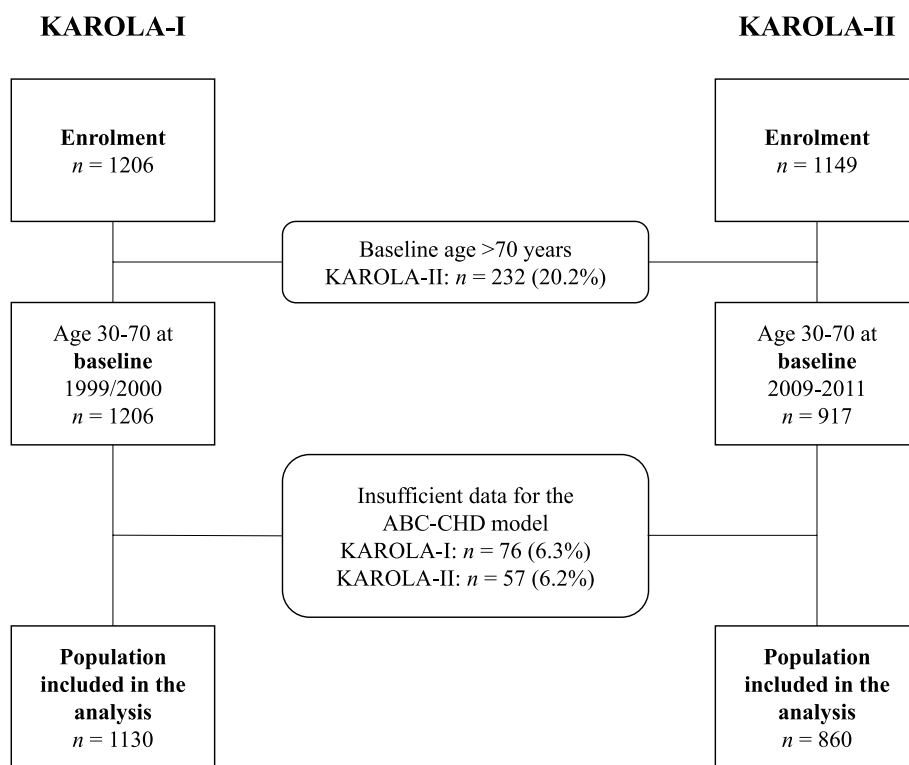 KAROLA-I
KAROLA-II
Enrolment
n = 1206
Enrolment
n = 1149
Baseline age >70 years
KAROLA-II: n = 232 (20.2%)
Age 30-70 at
baseline
1999/2000
n = 1206
Age 30-70 at
baseline
2009-2011
n = 917
Insufficient data for the
ABC-CHD model
KAROLA-I: n = 76 (6.3%)
KAROLA-II: n = 57 (6.2%)
Population
included in the
analysis
n = 1130
Population
included in the
analysis
n = 860